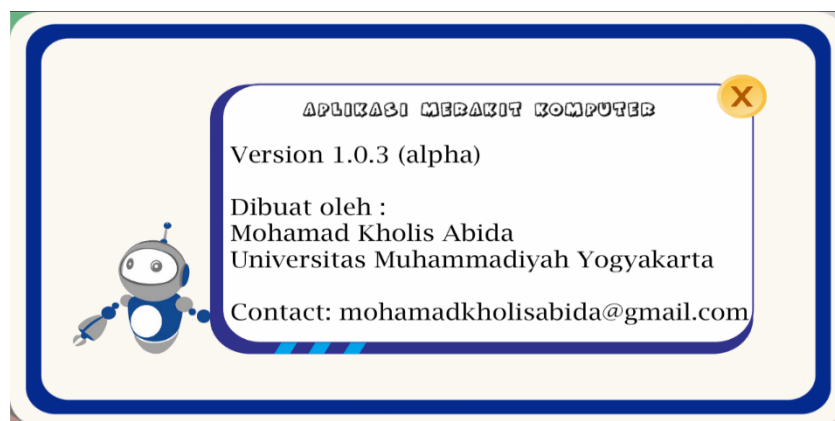 APLIKASI MERAKIT KOMPUTER
X
Version 1.0.3 (alpha)
Dibuat oleh :
Mohamad Kholis Abida
Universitas Muhammadiyah Yogyakarta
Contact: mohamadkholisabida@gmail.com